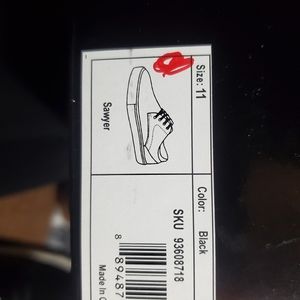 Size: 11
Color: Black
Sawyer
SKU 93608718
8 89487
Made In C